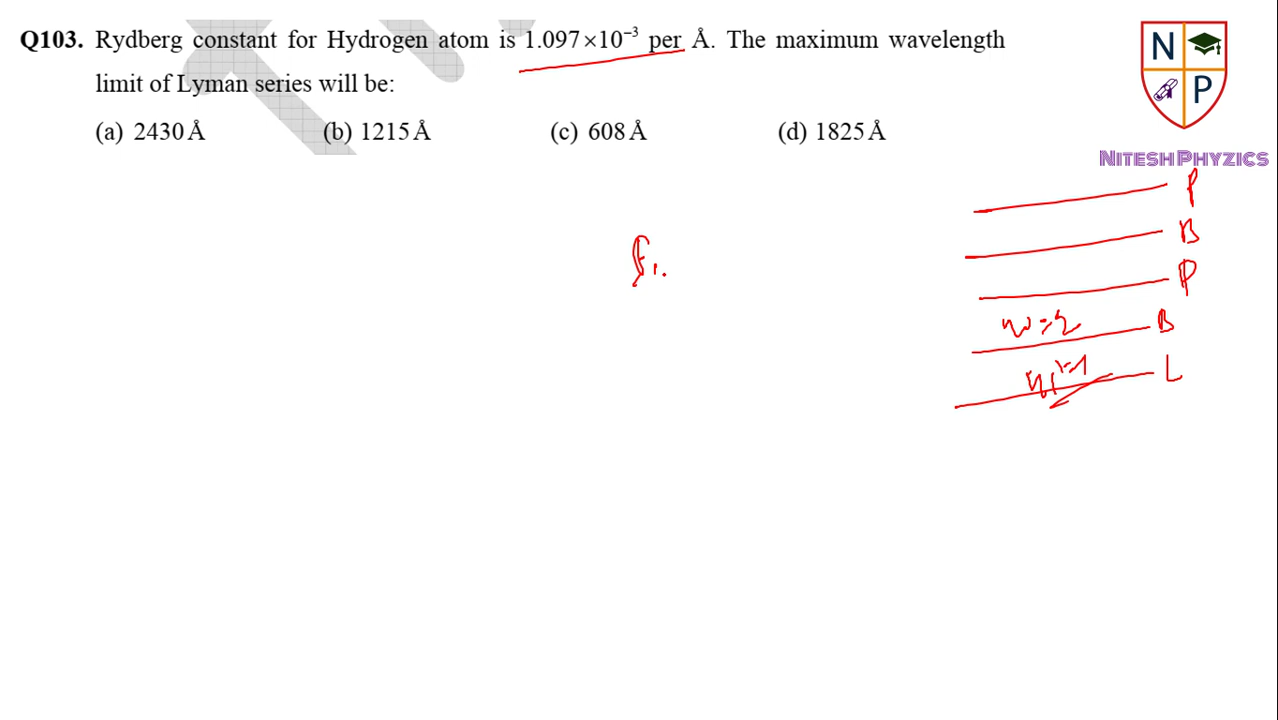 Q103. Rydberg constant for Hydrogen atom is 1.097×10⁻³ per Å. The maximum wavelength
limit of Lyman series will be:
(a) 2430 Å (b) 1215 Å (c) 608 Å (d) 1825 Å
N P
NITESH PHYZICS
P
B
P
n=2 B
L